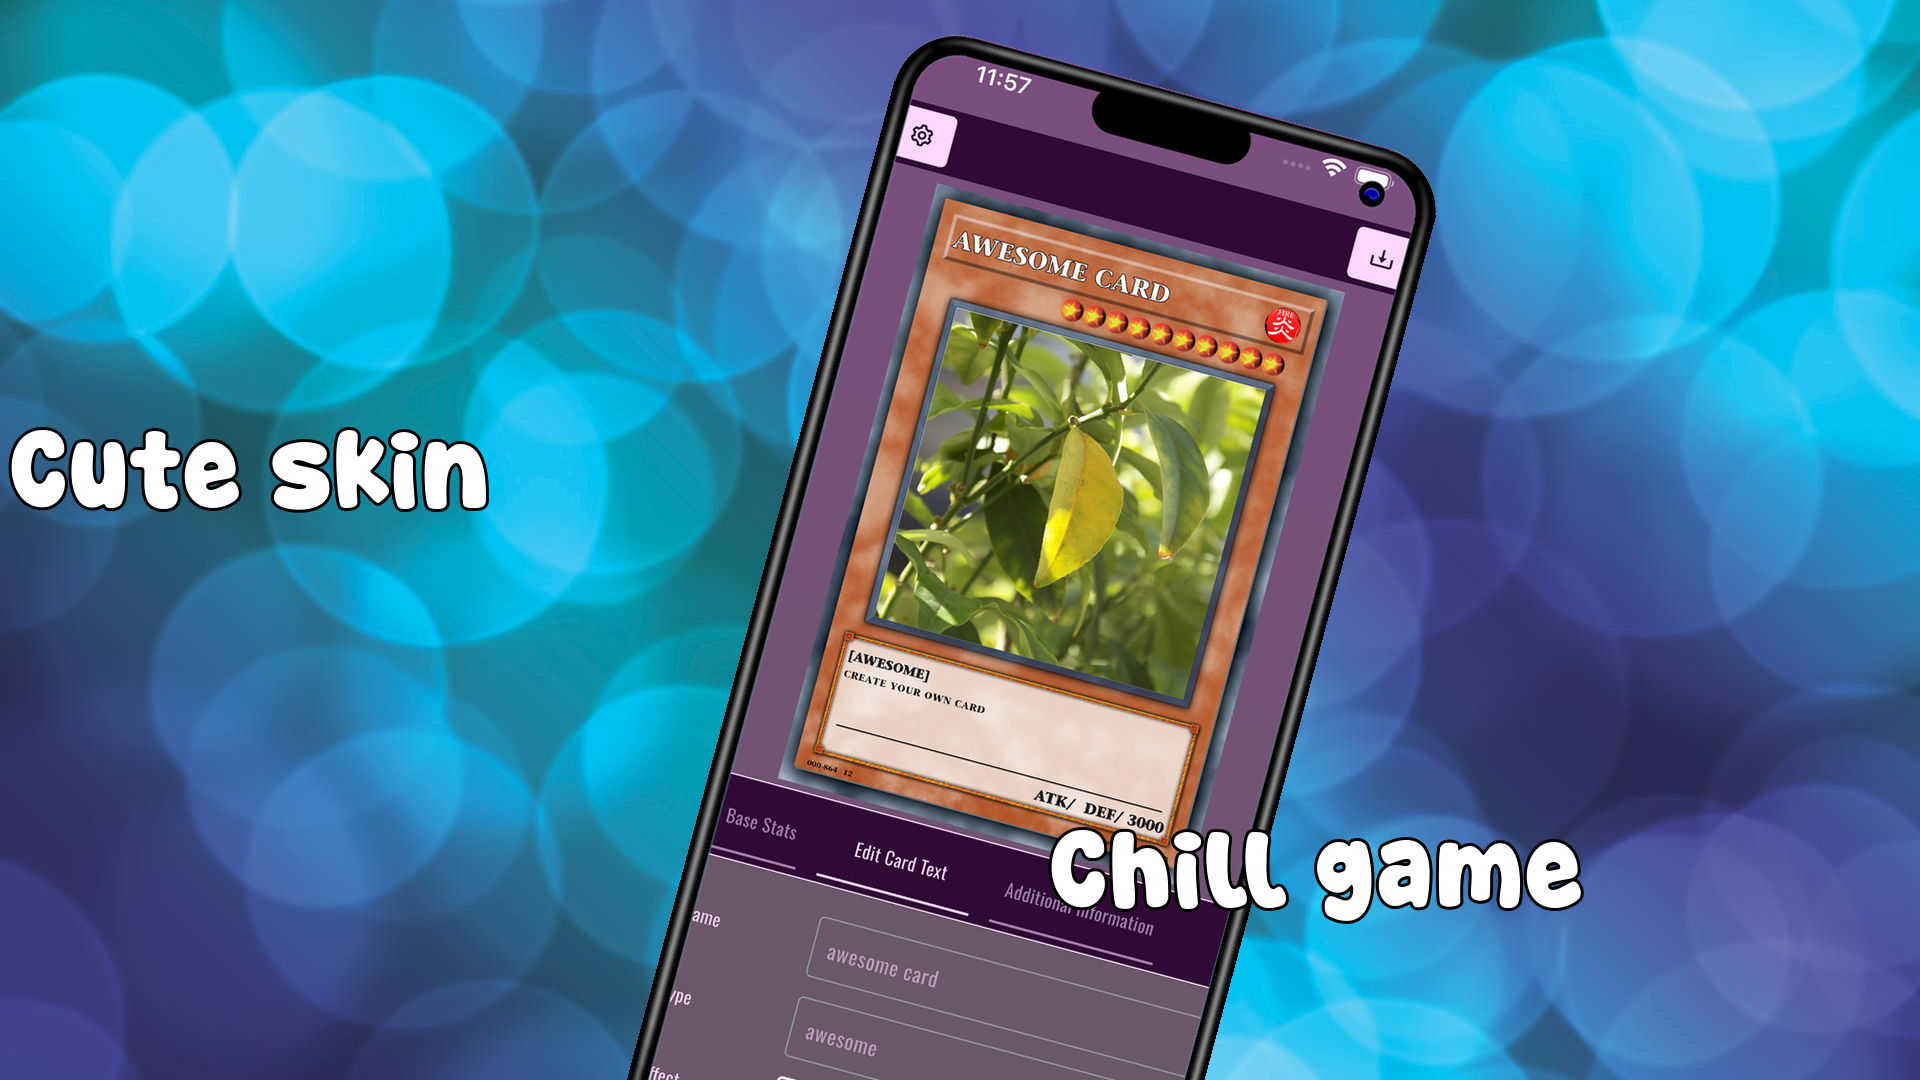 11:57
AWESOME CARD
FIRE
炎
Cute skin
[AWESOME]
CREATE YOUR OWN CARD
ATK/ DEF/ 3000
000-864 12
Base Stats
Edit Card Text
Additional Information
Chill game
ame
awesome card
ype
awesome
ffect